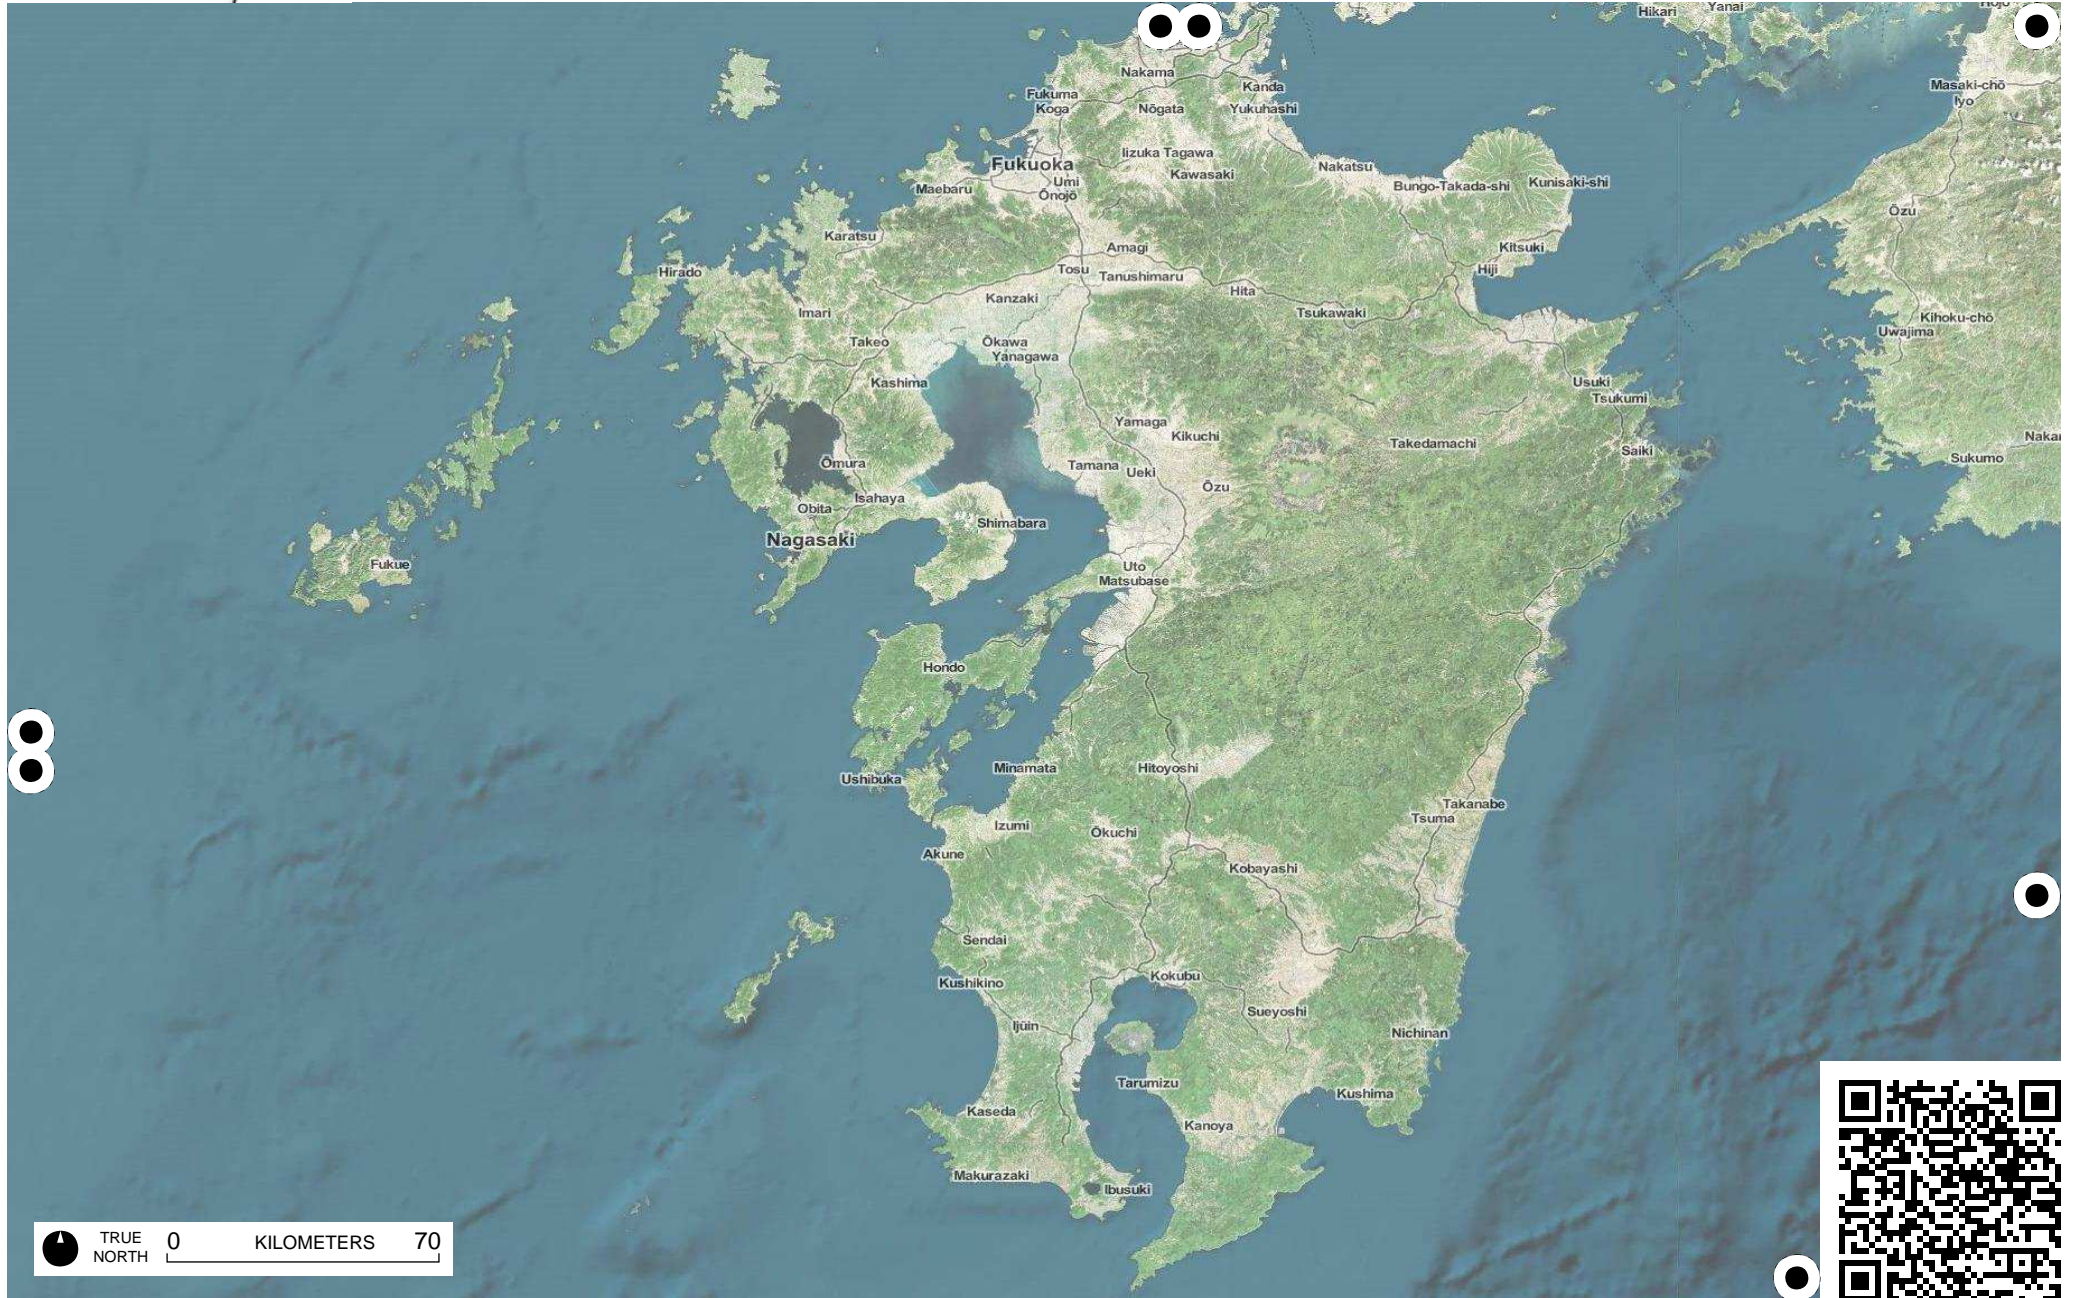 Hikari
Yanai
Nakama
Kanda
Fukuma
Koga
Nōgata
Yukuhashi
Masaki-chō
Iyo
Iizuka
Tagawa
Fukuoka
Kawasaki
Nakatsu
Umi
Ōnojō
Maebaru
Bungo-Takada-shi
Kunisaki-shi
Ōzu
Karatsu
Amagi
Kitsuki
Hirado
Tosu
Tanushimaru
Hiji
Hita
Kanzaki
Imari
Tsukawaki
Kihoku-chō
Uwajima
Takeo
Ōkawa
Yanagawa
Kashima
Usuki
Tsukumi
Yamaga
Kikuchi
Takedamachi
Saiki
Sukumo
Ōmura
Tamana
Ueki
Ōzu
Isahaya
Obita
Shimabara
Nagasaki
Fukue
Uto
Matsubase
Hondo
Ushibuka
Minamata
Hitoyoshi
Takanabe
Tsuma
Izumi
Ōkuchi
Akune
Kobayashi
Sendai
Kushikino
Kokubu
Ijūin
Sueyoshi
Nichinan
Tarumizu
Kushima
Kaseda
Kanoya
Makurazaki
Ibusuki
TRUE
NORTH
0 KILOMETERS 70